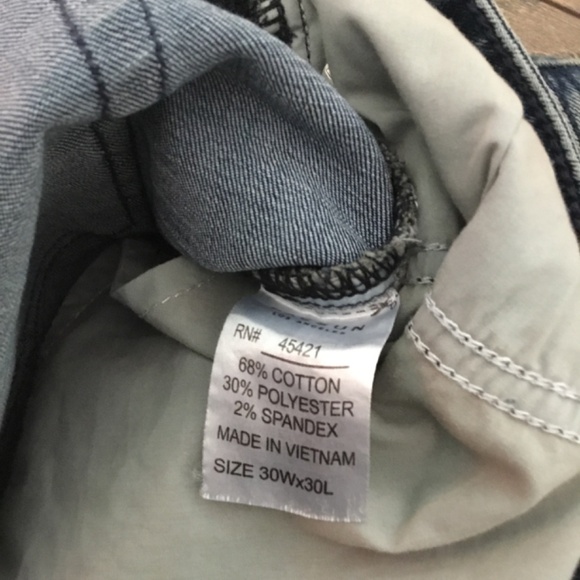 RN# 45421
68% COTTON
30% POLYESTER
2% SPANDEX
MADE IN VIETNAM
SIZE 30Wx30L